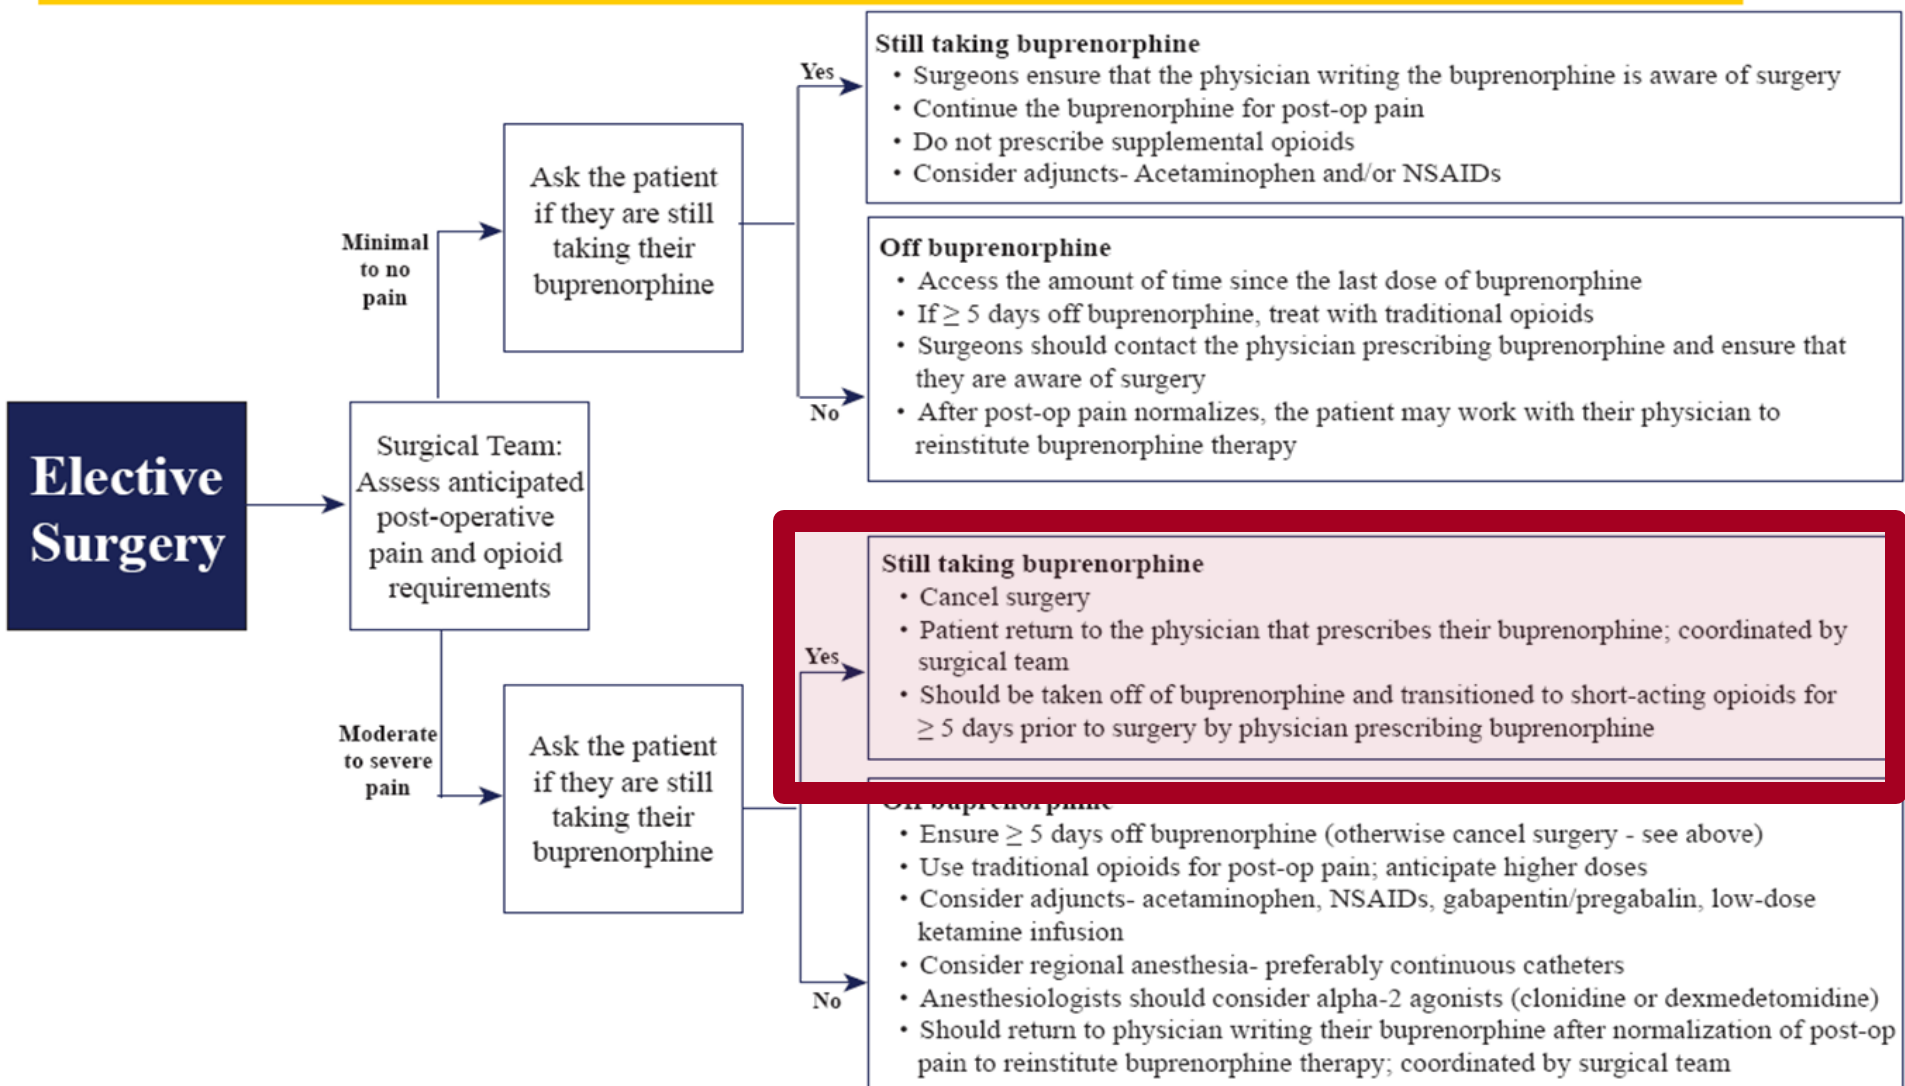 Elective
Surgery
Surgical Team:
Assess anticipated
post-operative
pain and opioid
requirements
Minimal
to no
pain
Ask the patient
if they are still
taking their
buprenorphine
Yes
Still taking buprenorphine
• Surgeons ensure that the physician writing the buprenorphine is aware of surgery
• Continue the buprenorphine for post-op pain
• Do not prescribe supplemental opioids
• Consider adjuncts- Acetaminophen and/or NSAIDs
No
Off buprenorphine
• Access the amount of time since the last dose of buprenorphine
• If ≥ 5 days off buprenorphine, treat with traditional opioids
• Surgeons should contact the physician prescribing buprenorphine and ensure that
they are aware of surgery
• After post-op pain normalizes, the patient may work with their physician to
reinstitute buprenorphine therapy
Moderate
to severe
pain
Ask the patient
if they are still
taking their
buprenorphine
Yes
Still taking buprenorphine
• Cancel surgery
• Patient return to the physician that prescribes their buprenorphine; coordinated by
surgical team
• Should be taken off of buprenorphine and transitioned to short-acting opioids for
≥ 5 days prior to surgery by physician prescribing buprenorphine
No
Off buprenorphine
• Ensure ≥ 5 days off buprenorphine (otherwise cancel surgery - see above)
• Use traditional opioids for post-op pain; anticipate higher doses
• Consider adjuncts- acetaminophen, NSAIDs, gabapentin/pregabalin, low-dose
ketamine infusion
• Consider regional anesthesia- preferably continuous catheters
• Anesthesiologists should consider alpha-2 agonists (clonidine or dexmedetomidine)
• Should return to physician writing their buprenorphine after normalization of post-op
pain to reinstitute buprenorphine therapy; coordinated by surgical team